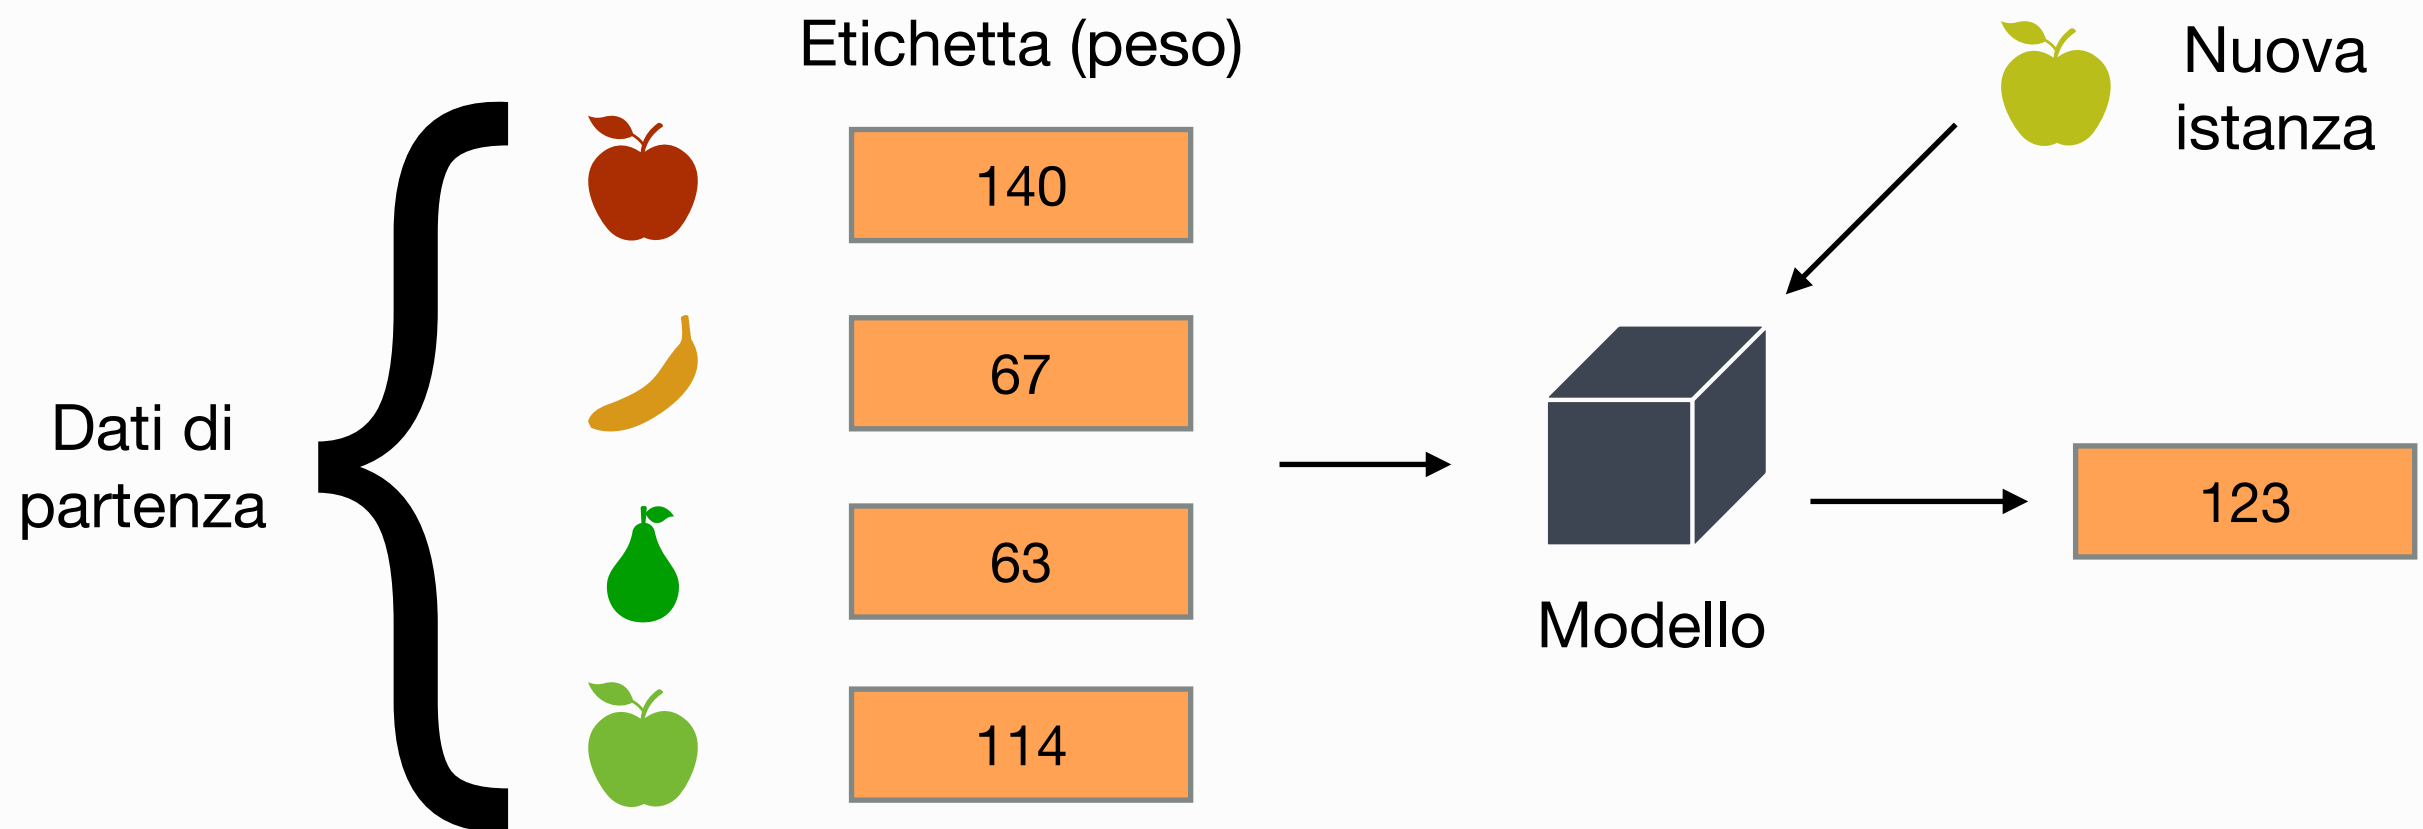 Etichetta (peso)
Nuova
istanza
140
67
Dati di
partenza
63
123
Modello
114